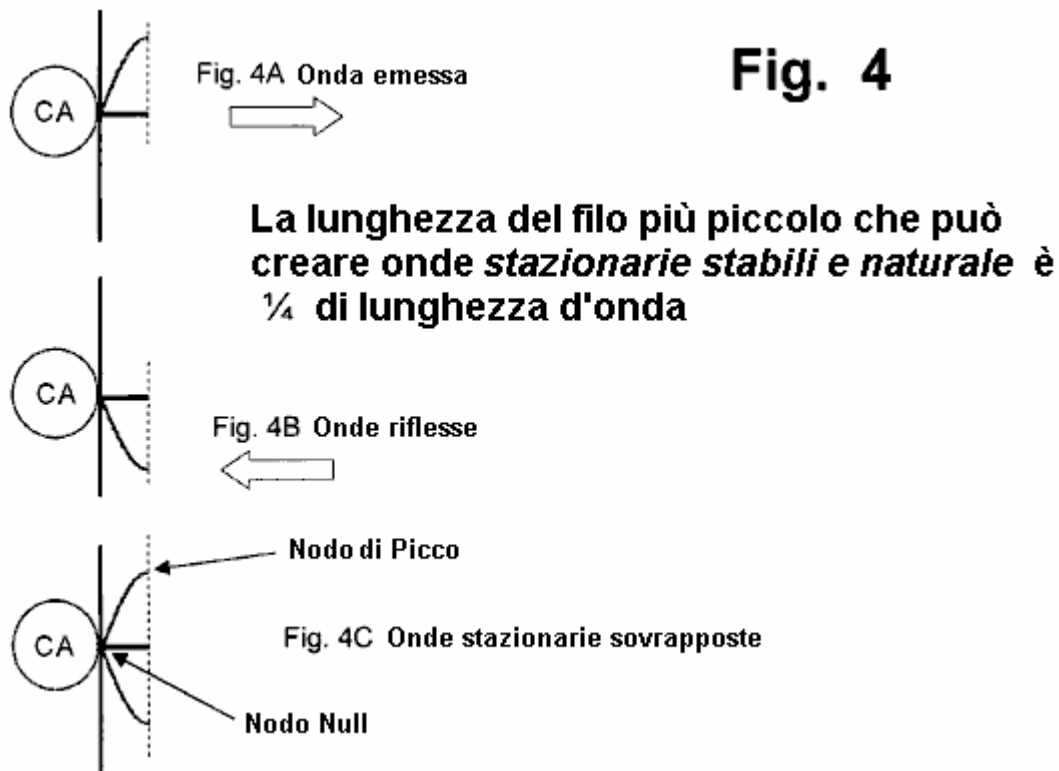 Fig. 4
CA
Fig. 4A Onda emessa
La lunghezza del filo più piccolo che può
creare onde stazionarie stabili e naturale è
¼ di lunghezza d'onda
CA
Fig. 4B Onde riflesse
Nodo di Picco
CA
Fig. 4C Onde stazionarie sovrapposte
Nodo Null